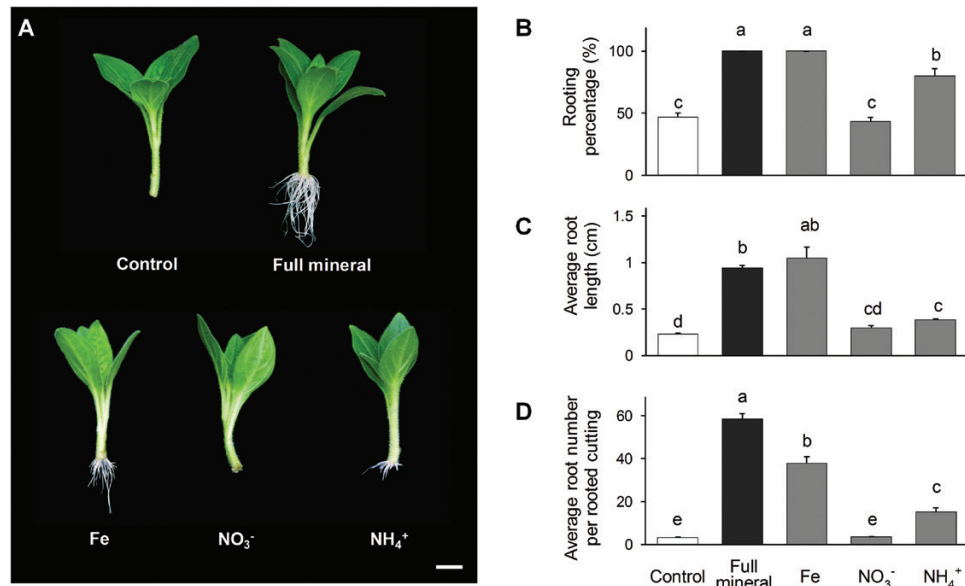 A
Control
Full mineral
Fe
NO₃⁻
NH₄⁺
B
Rooting
percentage (%)
100
50
0
c
a
a
c
b
C
Average root
length (cm)
1.5
1
0.5
0
d
b
ab
cd
c
D
Average root number
per rooted cutting
60
40
20
0
e
a
b
e
c
Control
Full
mineral
Fe
NO₃⁻
NH₄⁺